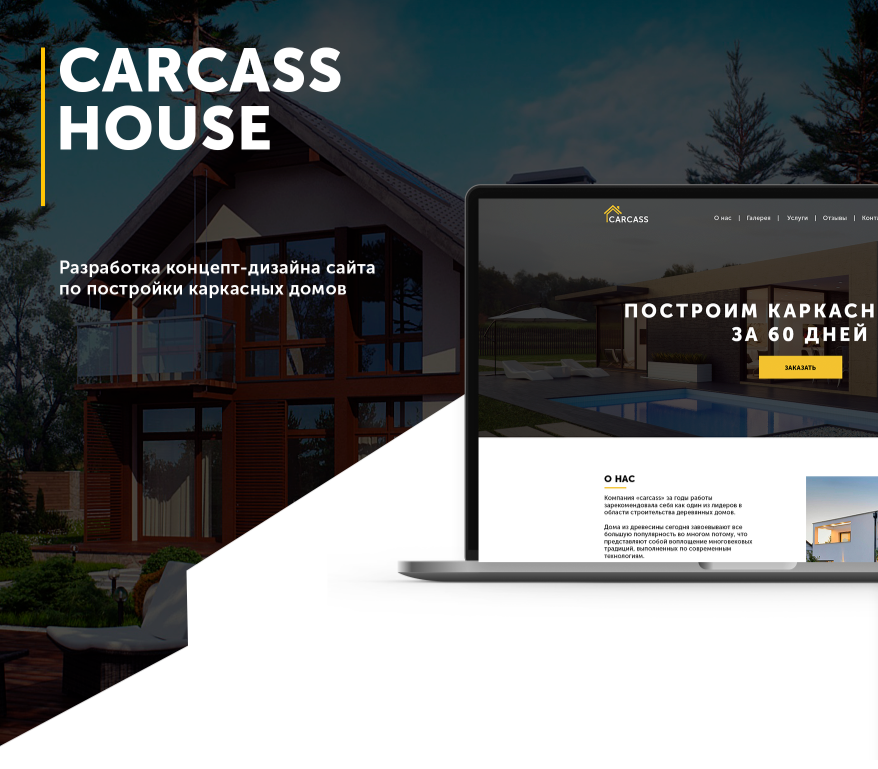 CARCASS
HOUSE
Разработка концепт-дизайна сайта
по постройки каркасных домов
CARCASS
О нас | Галерея | Услуги | Отзывы | Конта
ПОСТРОИМ КАРКАСН
ЗА 60 ДНЕЙ
ЗАКАЗАТЬ
О НАС
Компания «carcass» за годы работы
зарекомендовала себя как один из лидеров в
области строительства деревянных домов.
Дома из древесины сегодня завоевывают все
большую популярность во многом потому, что
представляют собой воплощение многовековых
традиций, выполненных по современным
технологиям.